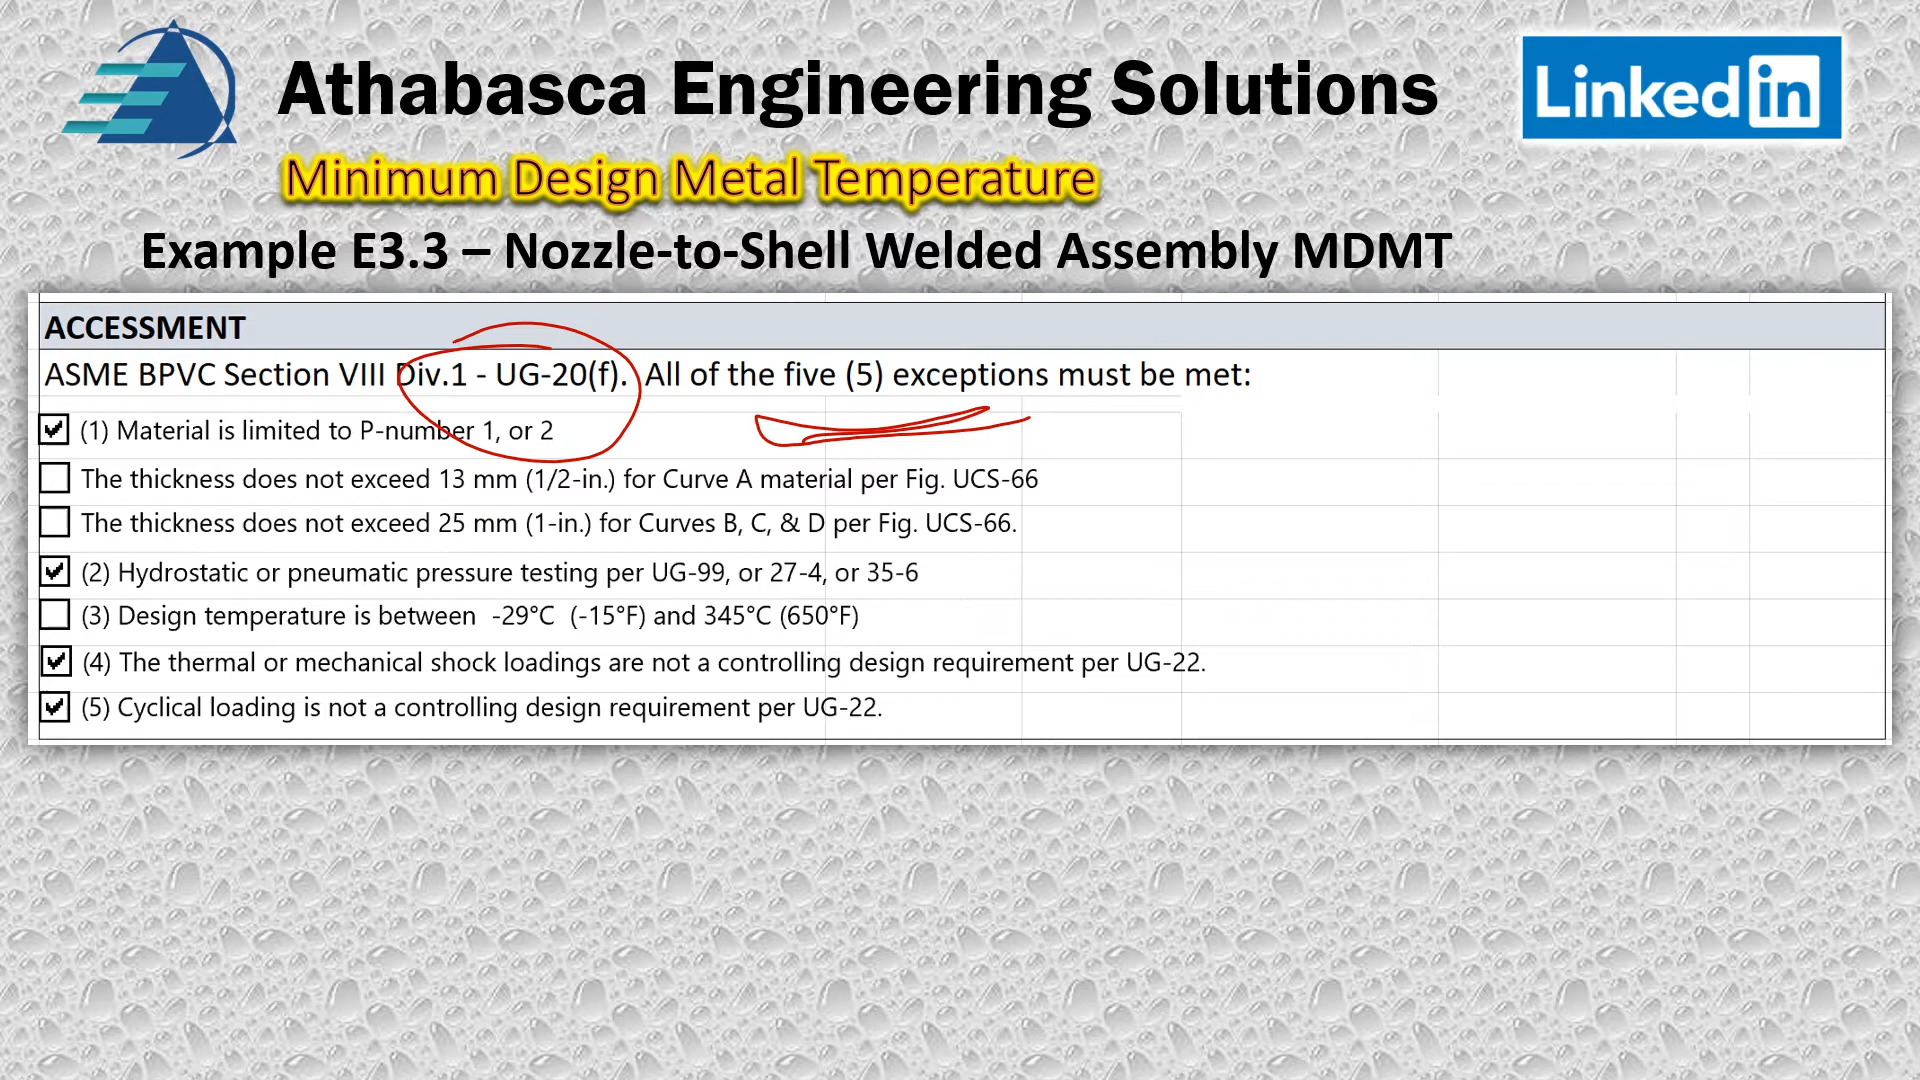 Athabasca Engineering Solutions
Linked in
Minimum Design Metal Temperature
Example E3.3 – Nozzle-to-Shell Welded Assembly MDMT
ACCESSMENT
ASME BPVC Section VIII Div.1 - UG-20(f). All of the five (5) exceptions must be met:
(1) Material is limited to P-number 1, or 2
The thickness does not exceed 13 mm (1/2-in.) for Curve A material per Fig. UCS-66
The thickness does not exceed 25 mm (1-in.) for Curves B, C, & D per Fig. UCS-66.
(2) Hydrostatic or pneumatic pressure testing per UG-99, or 27-4, or 35-6
(3) Design temperature is between -29°C (-15°F) and 345°C (650°F)
(4) The thermal or mechanical shock loadings are not a controlling design requirement per UG-22.
(5) Cyclical loading is not a controlling design requirement per UG-22.